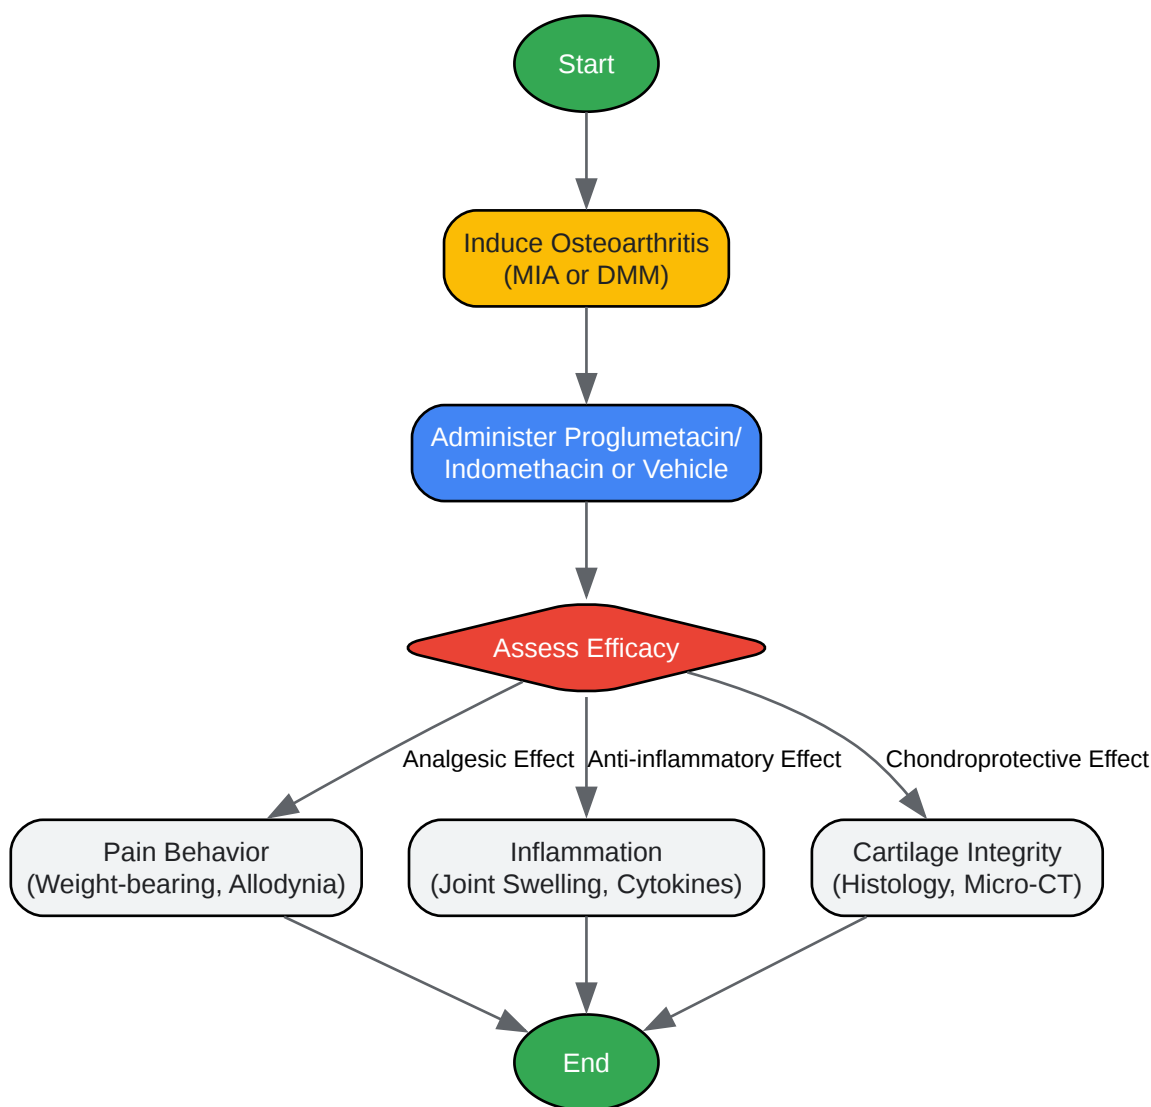 Start
Induce Osteoarthritis
(MIA or DMM)
Administer Proglumetacin/
Indomethacin or Vehicle
Assess Efficacy
Analgesic Effect
Anti-inflammatory Effect
Chondroprotective Effect
Pain Behavior
(Weight-bearing, Allodynia)
Inflammation
(Joint Swelling, Cytokines)
Cartilage Integrity
(Histology, Micro-CT)
End